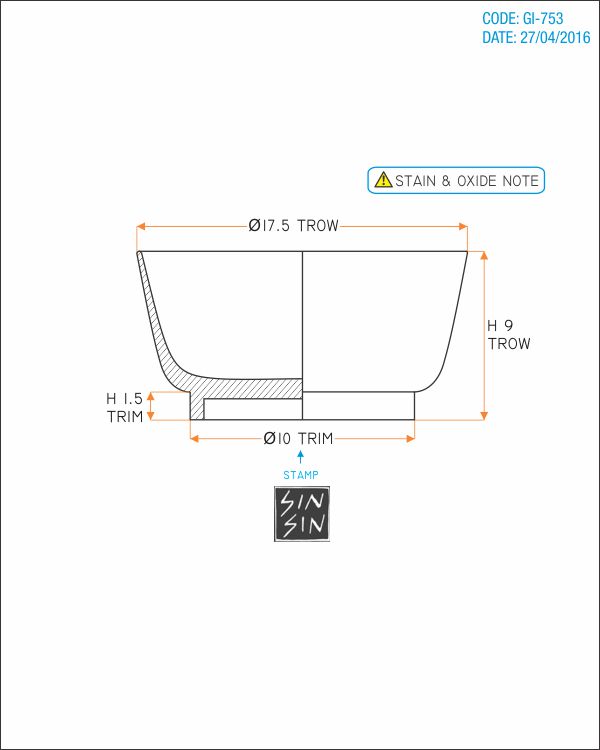 CODE: GI-753
DATE: 27/04/2016
STAIN & OXIDE NOTE
Ø17.5 TROW
H 9
TROW
H 1.5
TRIM
Ø10 TRIM
STAMP
SIN
SIN